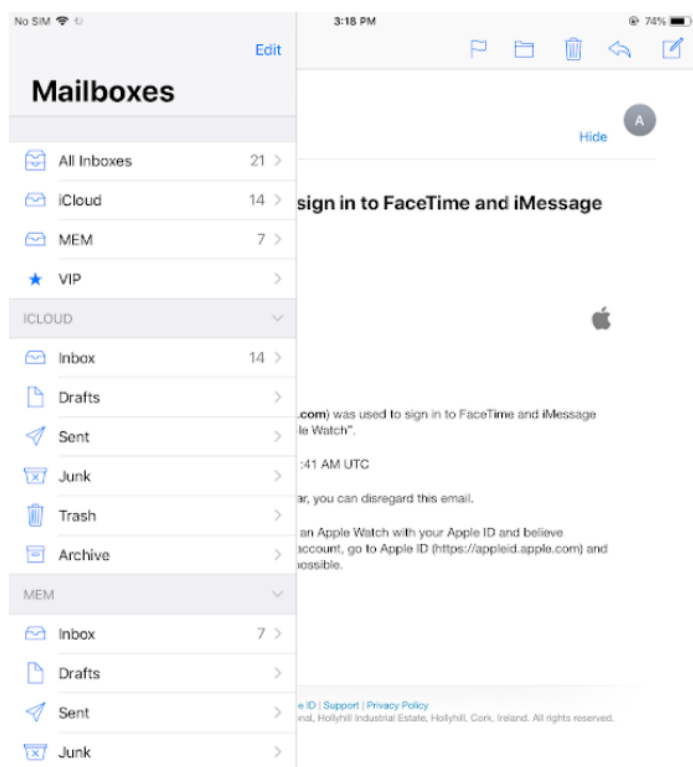 No SIM
3:18 PM
74%
Edit
Mailboxes
All Inboxes 21
iCloud 14
MEM 7
VIP
ICLOUD
Inbox 14
Drafts
Sent
Junk
Trash
Archive
MEM
Inbox 7
Drafts
Sent
Junk
A
Hide
sign in to FaceTime and iMessage
.com) was used to sign in to FaceTime and iMessage
le Watch".
:41 AM UTC
ar, you can disregard this email.
an Apple Watch with your Apple ID and believe
account, go to Apple ID (https://appleid.apple.com) and
possible.
e ID | Support | Privacy Policy
nal, Hollyhill Industrial Estate, Hollyhill, Cork, Ireland. All rights reserved.